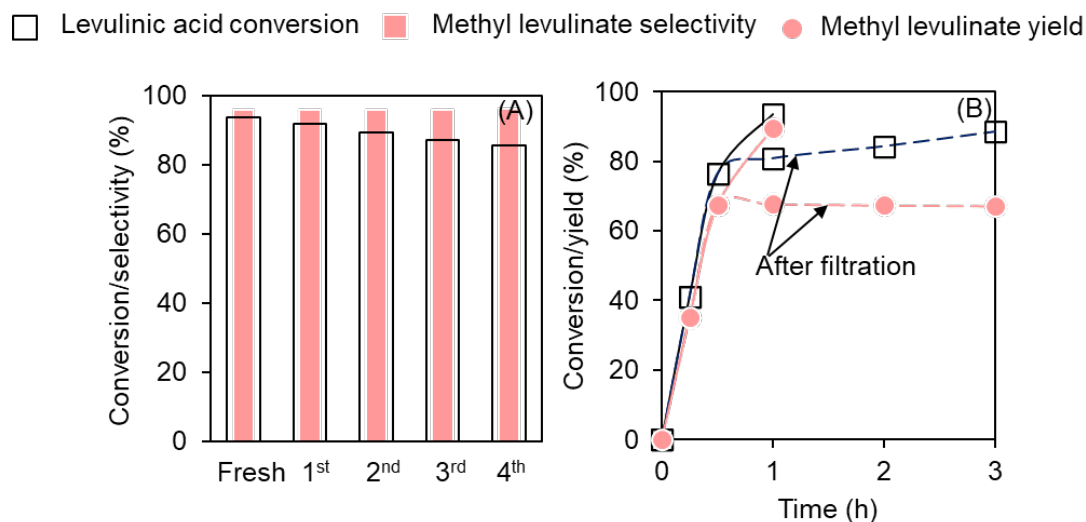 Levulinic acid conversion
Methyl levulinate selectivity
Methyl levulinate yield
(A)
Conversion/selectivity (%)
100
80
60
40
20
0
Fresh 1st 2nd 3rd 4th
(B)
Conversion/yield (%)
100
80
60
40
20
0
After filtration
0 1 2 3
Time (h)